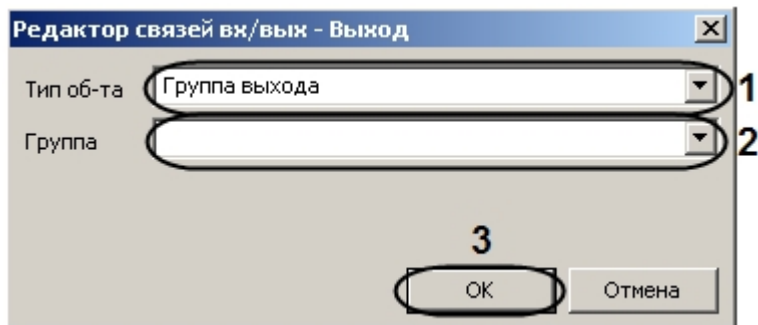 Редактор связей вх/вых - Выход
Тип об-та Группа выхода 1
Группа 2
3
OK Отмена